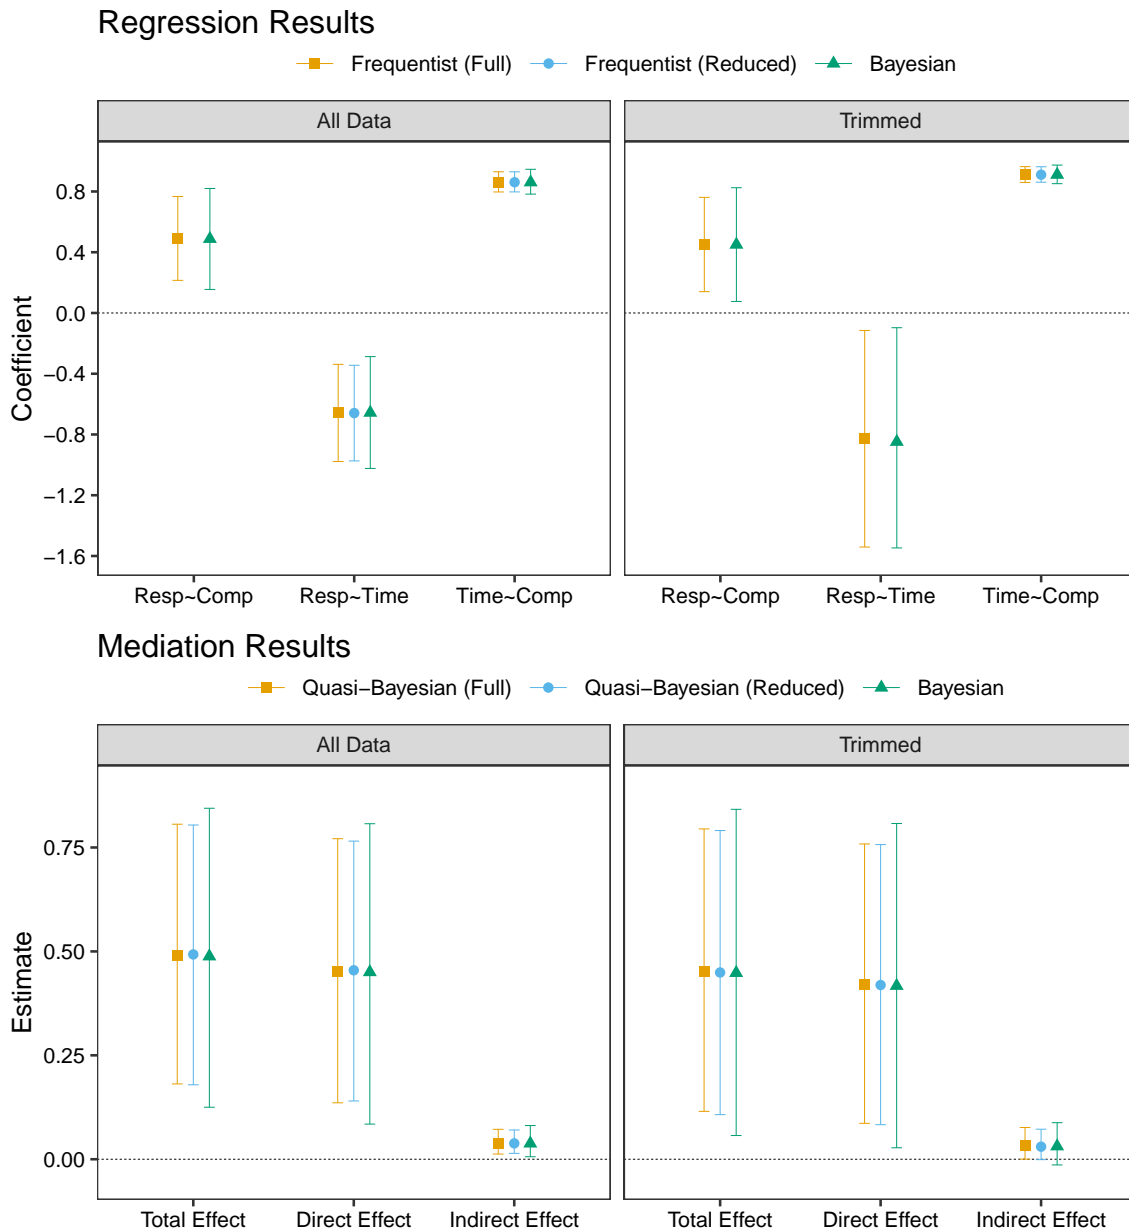 Regression Results
Frequentist (Full) Frequentist (Reduced) Bayesian
All Data Trimmed
Coefficient
0.8
0.4
0.0
−0.4
−0.8
−1.2
−1.6
Resp~Comp Resp~Time Time~Comp Resp~Comp Resp~Time Time~Comp
Mediation Results
Quasi−Bayesian (Full) Quasi−Bayesian (Reduced) Bayesian
All Data Trimmed
Estimate
0.75
0.50
0.25
0.00
Total Effect Direct Effect Indirect Effect Total Effect Direct Effect Indirect Effect